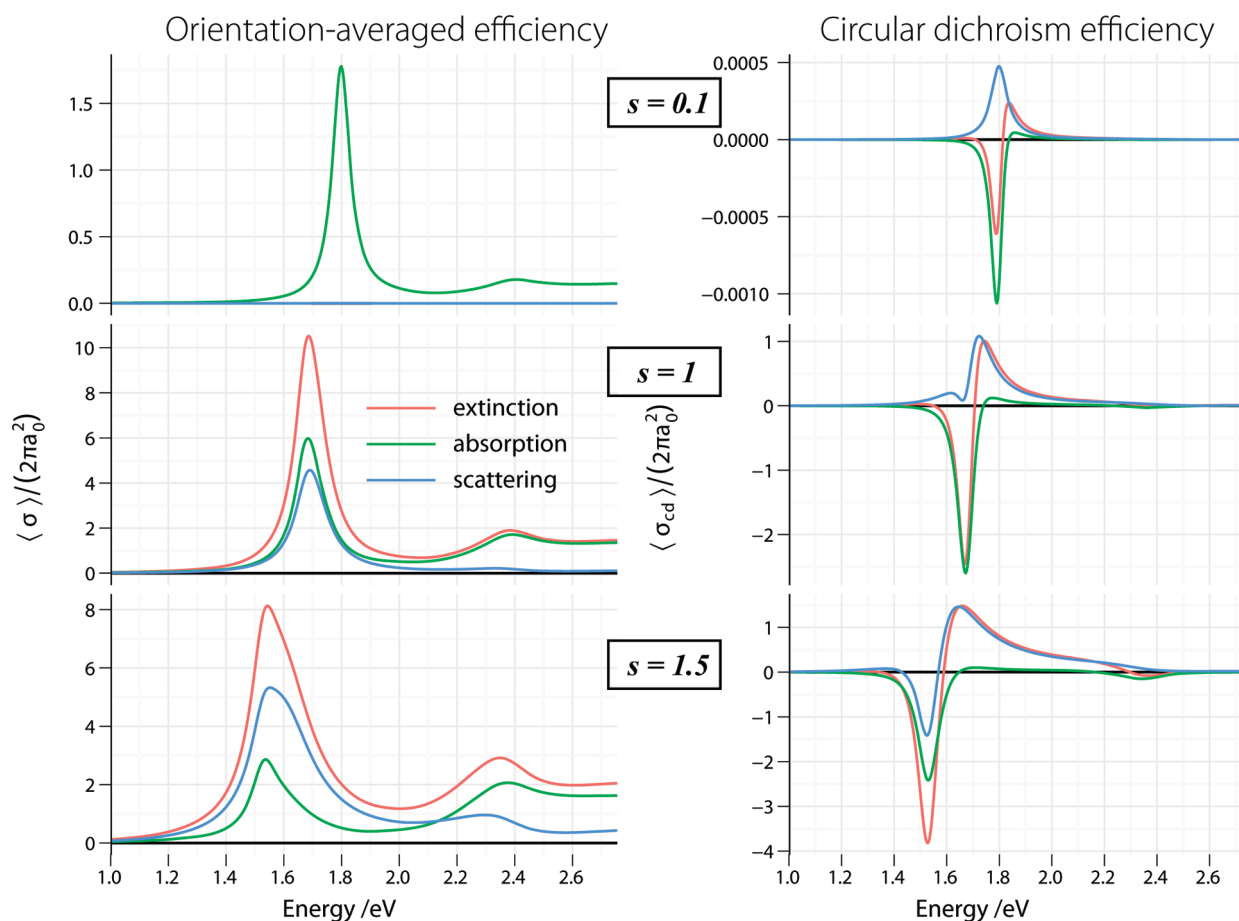 Orientation-averaged efficiency
Circular dichroism efficiency
1.5
1.0
0.5
0.0
s = 0.1
0.0005
0.0000
−0.0005
−0.0010
⟨ σ ⟩/(2πa₀²)
10
8
6
4
2
0
extinction
absorption
scattering
s = 1
⟨ σcd ⟩/(2πa₀²)
1
0
−1
−2
8
6
4
2
0
s = 1.5
1
0
−1
−2
−3
−4
1.0 1.2 1.4 1.6 1.8 2.0 2.2 2.4 2.6
Energy /eV
1.0 1.2 1.4 1.6 1.8 2.0 2.2 2.4 2.6
Energy /eV